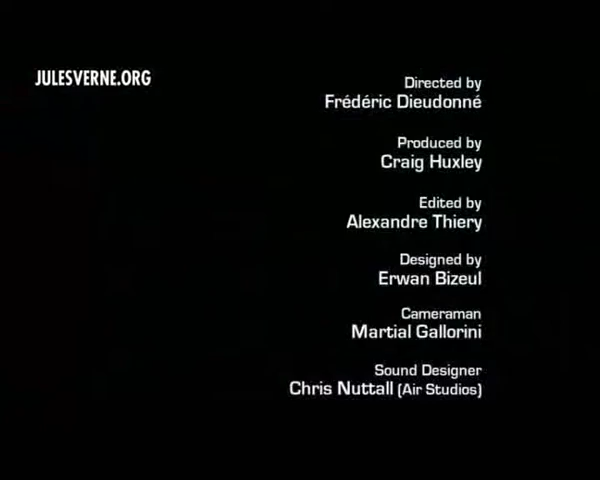 JULESVERNE.ORG
Directed by
Frédéric Dieudonné
Produced by
Craig Huxley
Edited by
Alexandre Thiery
Designed by
Erwan Bizeul
Cameraman
Martial Gallorini
Sound Designer
Chris Nuttall (Air Studios)